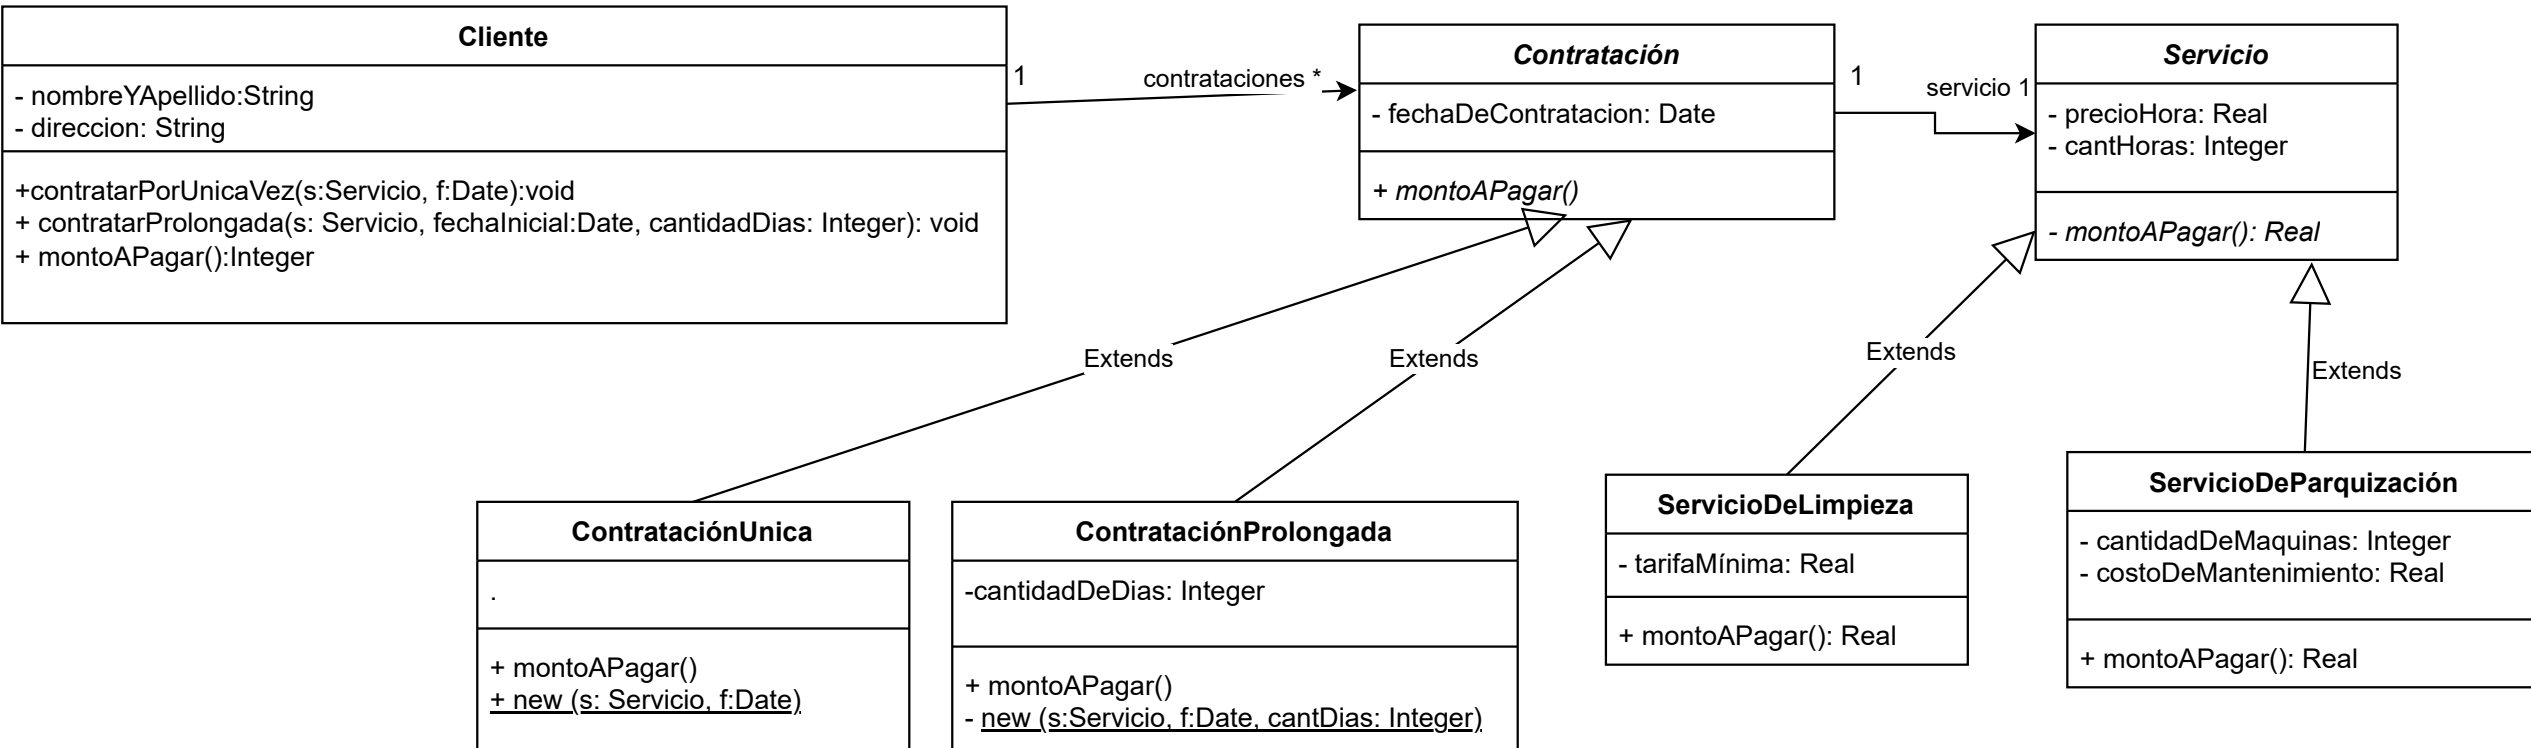 Cliente
- nombreYApellido:String
- direccion: String
+contratarPorUnicaVez(s:Servicio, f:Date):void
+ contratarProlongada(s: Servicio, fechaInicial:Date, cantidadDias: Integer): void
+ montoAPagar():Integer
1
contrataciones *
Contratación
- fechaDeContratacion: Date
+ montoAPagar()
1
servicio 1
Servicio
- precioHora: Real
- cantHoras: Integer
- montoAPagar(): Real
Extends
Extends
Extends
Extends
ContrataciónUnica
.
+ montoAPagar()
+ new (s: Servicio, f:Date)
ContrataciónProlongada
-cantidadDeDias: Integer
+ montoAPagar()
- new (s:Servicio, f:Date, cantDias: Integer)
ServicioDeLimpieza
- tarifaMínima: Real
+ montoAPagar(): Real
ServicioDeParquización
- cantidadDeMaquinas: Integer
- costoDeMantenimiento: Real
+ montoAPagar(): Real